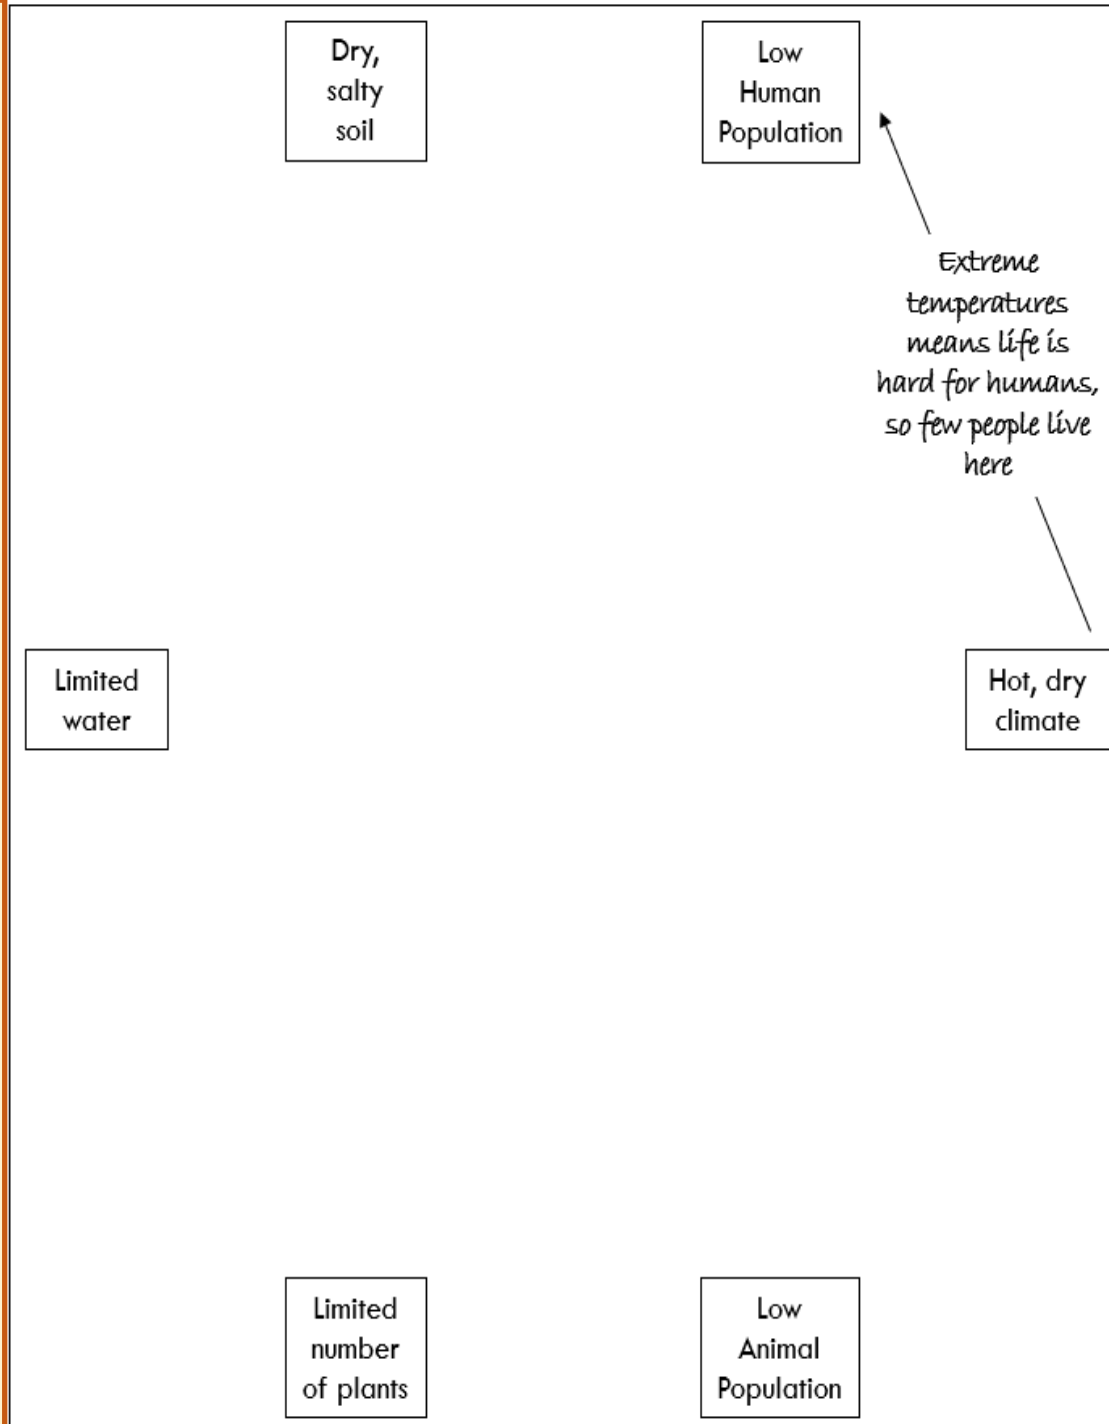 Dry,
salty
soil
Low
Human
Population
Extreme
temperatures
means life is
hard for humans,
so few people live
here
Limited
water
Hot, dry
climate
Limited
number
of plants
Low
Animal
Population